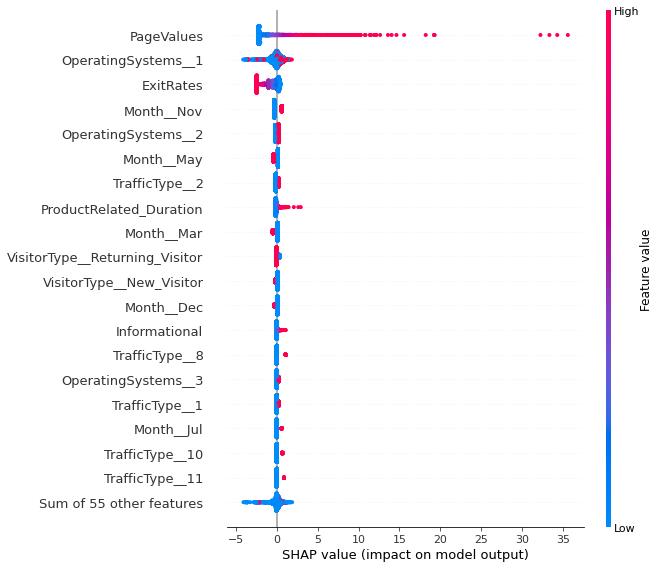 High
PageValues
OperatingSystems__1
ExitRates
Month__Nov
OperatingSystems__2
Month__May
TrafficType__2
ProductRelated_Duration
Month__Mar
VisitorType__Returning_Visitor
VisitorType__New_Visitor
Month__Dec
Informational
TrafficType__8
OperatingSystems__3
TrafficType__1
Month__Jul
TrafficType__10
TrafficType__11
Sum of 55 other features
Feature value
Low
−5 0 5 10 15 20 25 30 35
SHAP value (impact on model output)